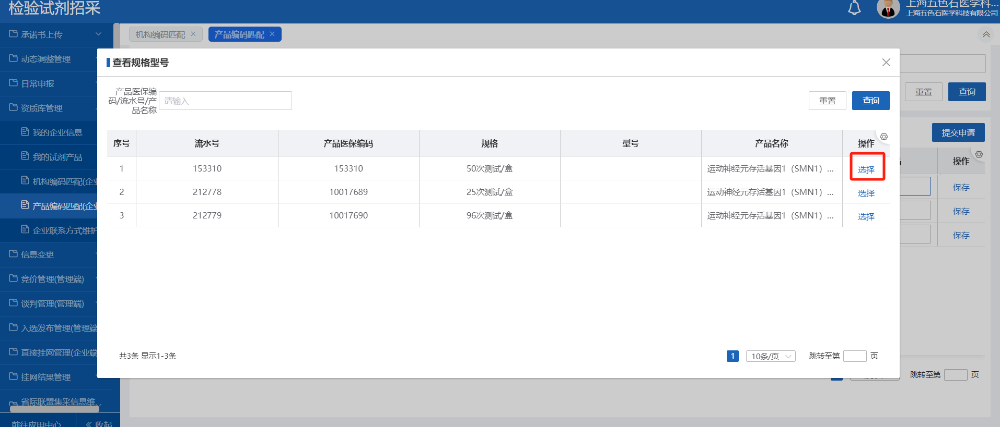 检验试剂招采
上海五色石医学科...
上海五色石医学科技有限公司
承诺书上传
动态调整管理
日常申报
资质库管理
我的企业信息
我的试剂产品
机构编码匹配(企业
产品编码匹配(企业
企业联系方式维护
信息变更
竞价管理(管理端)
谈判管理(管理端)
入选发布管理(管理端
直接挂网管理(企业端
挂网结果管理
省际联盟集采信息维
前往应用中心
收起
机构编码匹配
产品编码匹配
查看规格型号
产品医保编
码/流水号/产
品名称
请输入
重置 查询
序号 流水号 产品医保编码 规格 型号 产品名称 操作
1 153310 153310 50次测试/盒 运动神经元存活基因1（SMN1）... 选择
2 212778 10017689 25次测试/盒 运动神经元存活基因1（SMN1）... 选择
3 212779 10017690 96次测试/盒 运动神经元存活基因1（SMN1）... 选择
共3条 显示1-3条
1 10条/页 跳转至第 页
重置 查询
提交申请
操作
保存
保存
保存
跳转至第 页